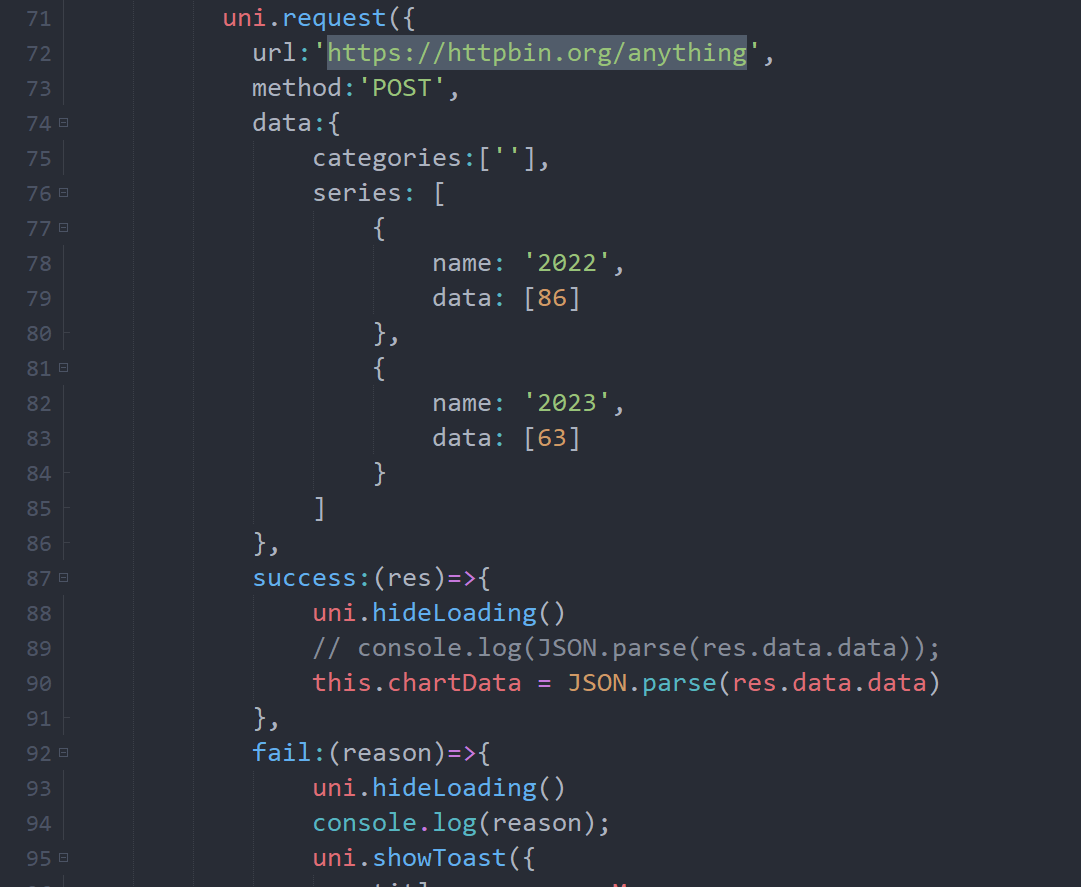 71 uni.request({
72 url:'https://httpbin.org/anything',
73 method:'POST',
74 data:{
75 categories:[''],
76 series: [
77 {
78 name: '2022',
79 data: [86]
80 },
81 {
82 name: '2023',
83 data: [63]
84 }
85 ]
86 },
87 success:(res)=>{
88 uni.hideLoading()
89 // console.log(JSON.parse(res.data.data));
90 this.chartData = JSON.parse(res.data.data)
91 },
92 fail:(reason)=>{
93 uni.hideLoading()
94 console.log(reason);
95 uni.showToast({